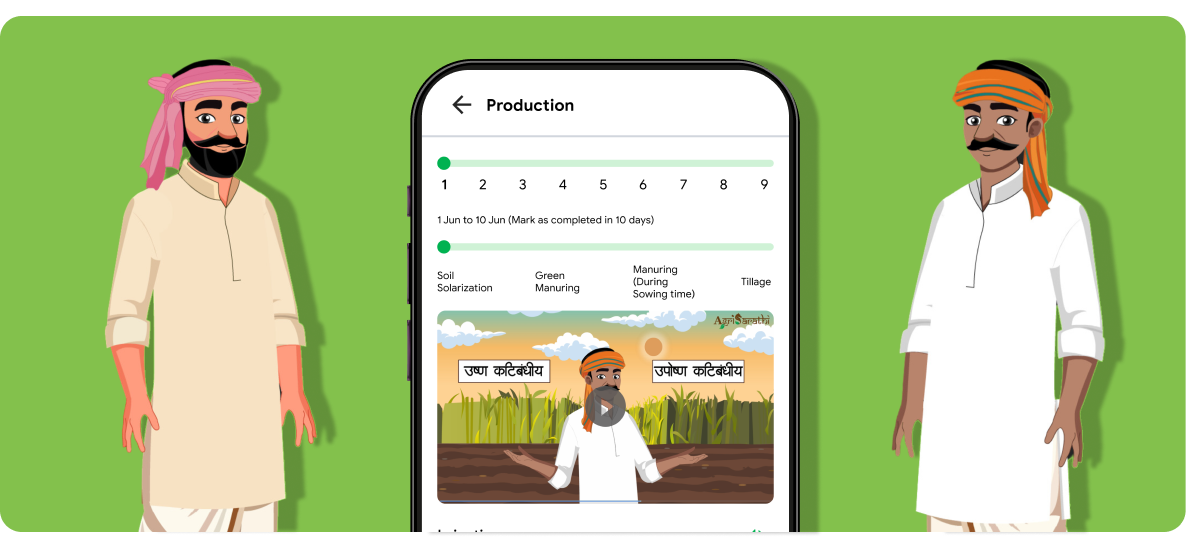 Production
1 2 3 4 5 6 7 8 9
1 Jun to 10 Jun (Mark as completed in 10 days)
Soil
Solarization
Green
Manuring
Manuring
(During
Sowing time)
Tillage
AgriSarathi
उष्ण कटिबंधीय
उपोष्ण कटिबंधीय